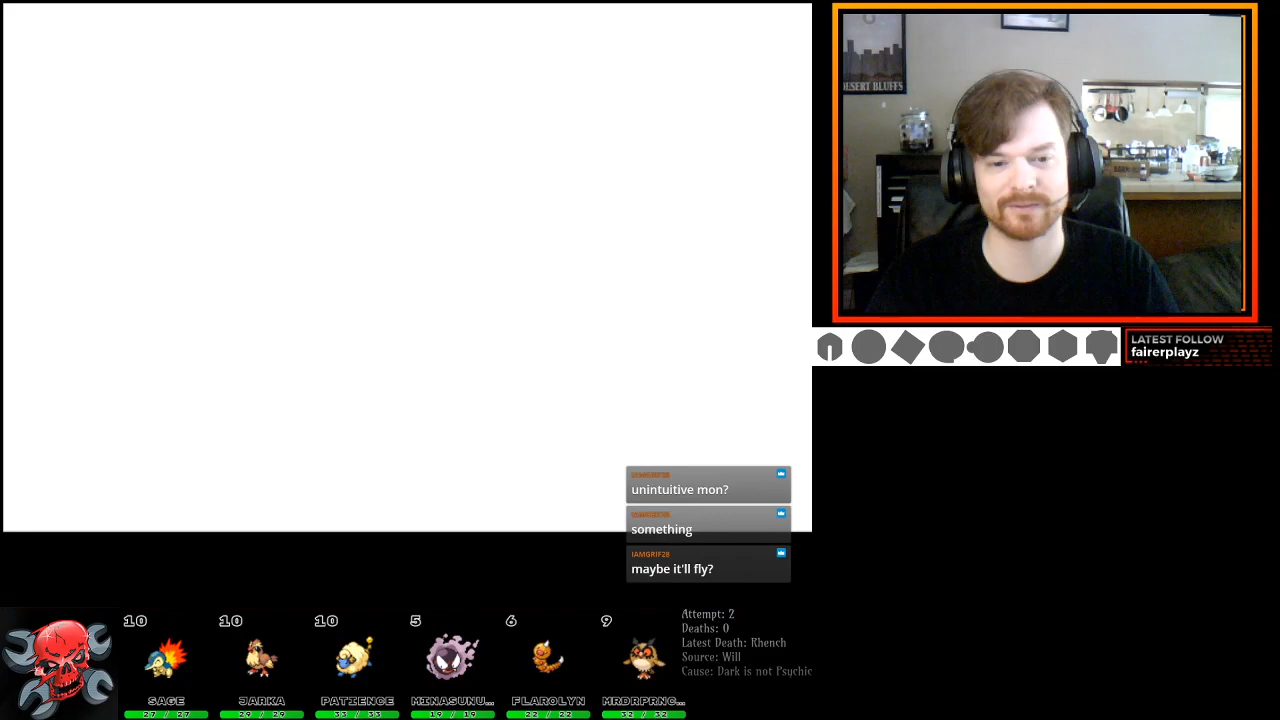 DESERT BLUFFS
LATEST FOLLOW
fairerplayz
unintuitive mon?
something
IAMGRIF28
maybe it'll fly?
10
10
10
5
6
9
SAGE
JARKA
PATIENCE
MINASUNU...
FLAROLYN
MRDRPRNC...
27 / 27
29 / 29
33 / 33
19 / 19
22 / 22
32 / 32
Attempt: 2
Deaths: 0
Latest Death: Rhench
Source: Will
Cause: Dark is not Psychic